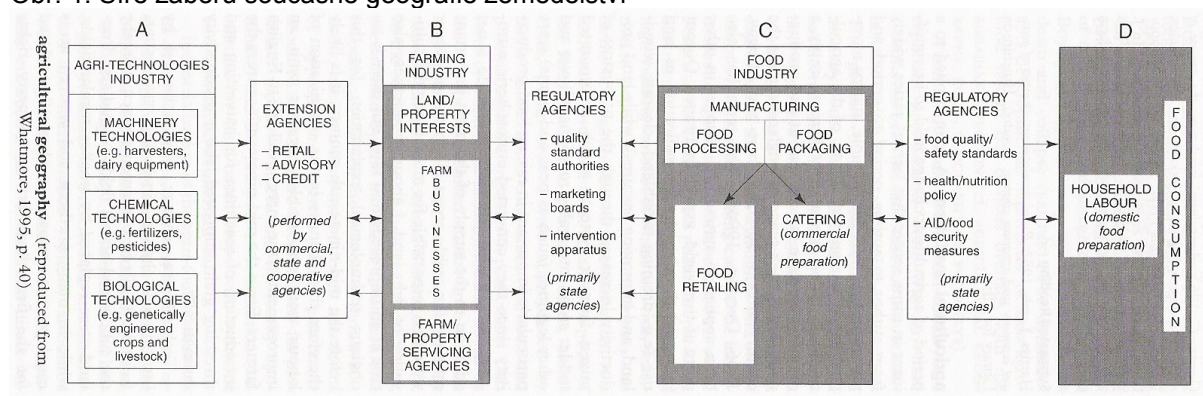 Obr. 1: Šíře záběru současné geografie zemědělství
agricultural geography (reproduced from
Whatmore, 1995, p. 40)
A
AGRI-TECHNOLOGIES
INDUSTRY
MACHINERY
TECHNOLOGIES
(e.g. harvesters,
dairy equipment)
CHEMICAL
TECHNOLOGIES
(e.g. fertilizers,
pesticides)
BIOLOGICAL
TECHNOLOGIES
(e.g. genetically
engineered
crops and
livestock)
EXTENSION
AGENCIES
– RETAIL
– ADVISORY
– CREDIT
(performed
by
commercial,
state and
cooperative
agencies)
B
FARMING
INDUSTRY
LAND/
PROPERTY
INTERESTS
FARM
BUSINESSES
FARM/
PROPERTY
SERVICING
AGENCIES
REGULATORY
AGENCIES
– quality
standard
authorities
– marketing
boards
– intervention
apparatus
(primarily
state
agencies)
C
FOOD
INDUSTRY
MANUFACTURING
FOOD
PROCESSING
FOOD
PACKAGING
FOOD
RETAILING
CATERING
(commercial
food
preparation)
REGULATORY
AGENCIES
– food quality/
safety standards
– health/nutrition
policy
– AID/food
security
measures
(primarily
state
agencies)
D
HOUSEHOLD
LABOUR
(domestic
food
preparation)
FOOD CONSUMPTION